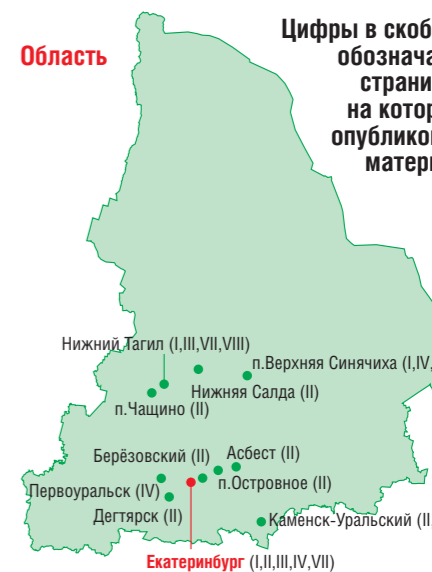 Область
Цифры в скоб
обознача
страни
на котор
опубликов
матери
Нижний Тагил (I,III,VII,VIII)
п.Верхняя Синячиха (I,IV,
Нижняя Салда (II)
п.Чащино (II)
Берёзовский (II)
Асбест (II)
п.Островное (II)
Первоуральск (IV)
Дегтярск (II)
Каменск-Уральский (II,
Екатеринбург (I,II,III,IV,VII)